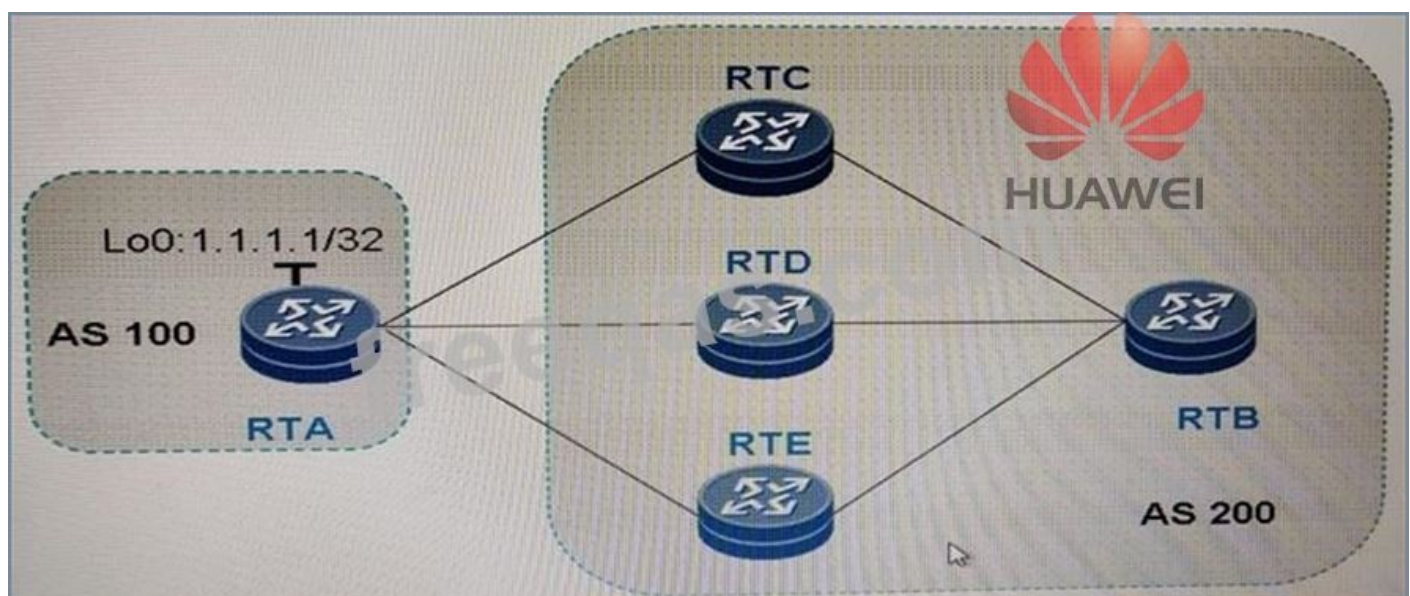 RTC
HUAWEI
Lo0:1.1.1.1/32
RTD
AS 100
RTA
RTE
RTB
AS 200